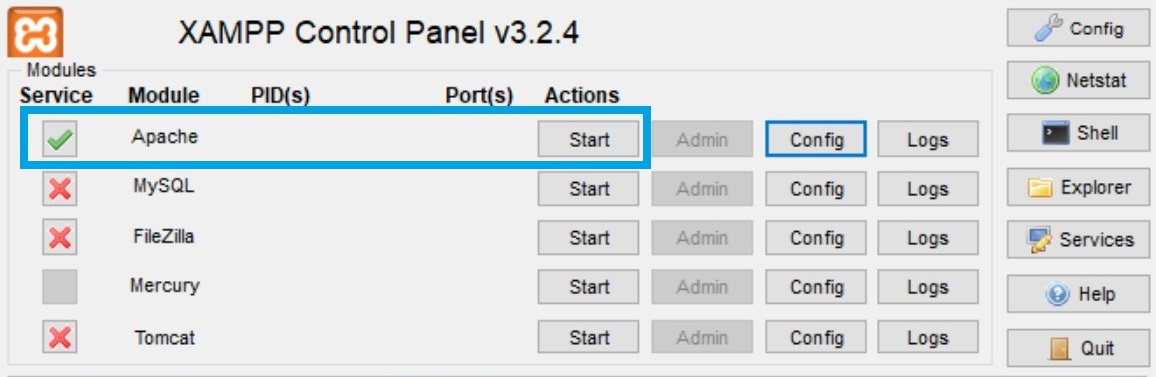 XAMPP Control Panel v3.2.4
Config
Modules
Service Module PID(s) Port(s) Actions
Netstat
Apache Start Admin Config Logs
Shell
MySQL Start Admin Config Logs
Explorer
FileZilla Start Admin Config Logs
Services
Mercury Start Admin Config Logs
Help
Tomcat Start Admin Config Logs
Quit